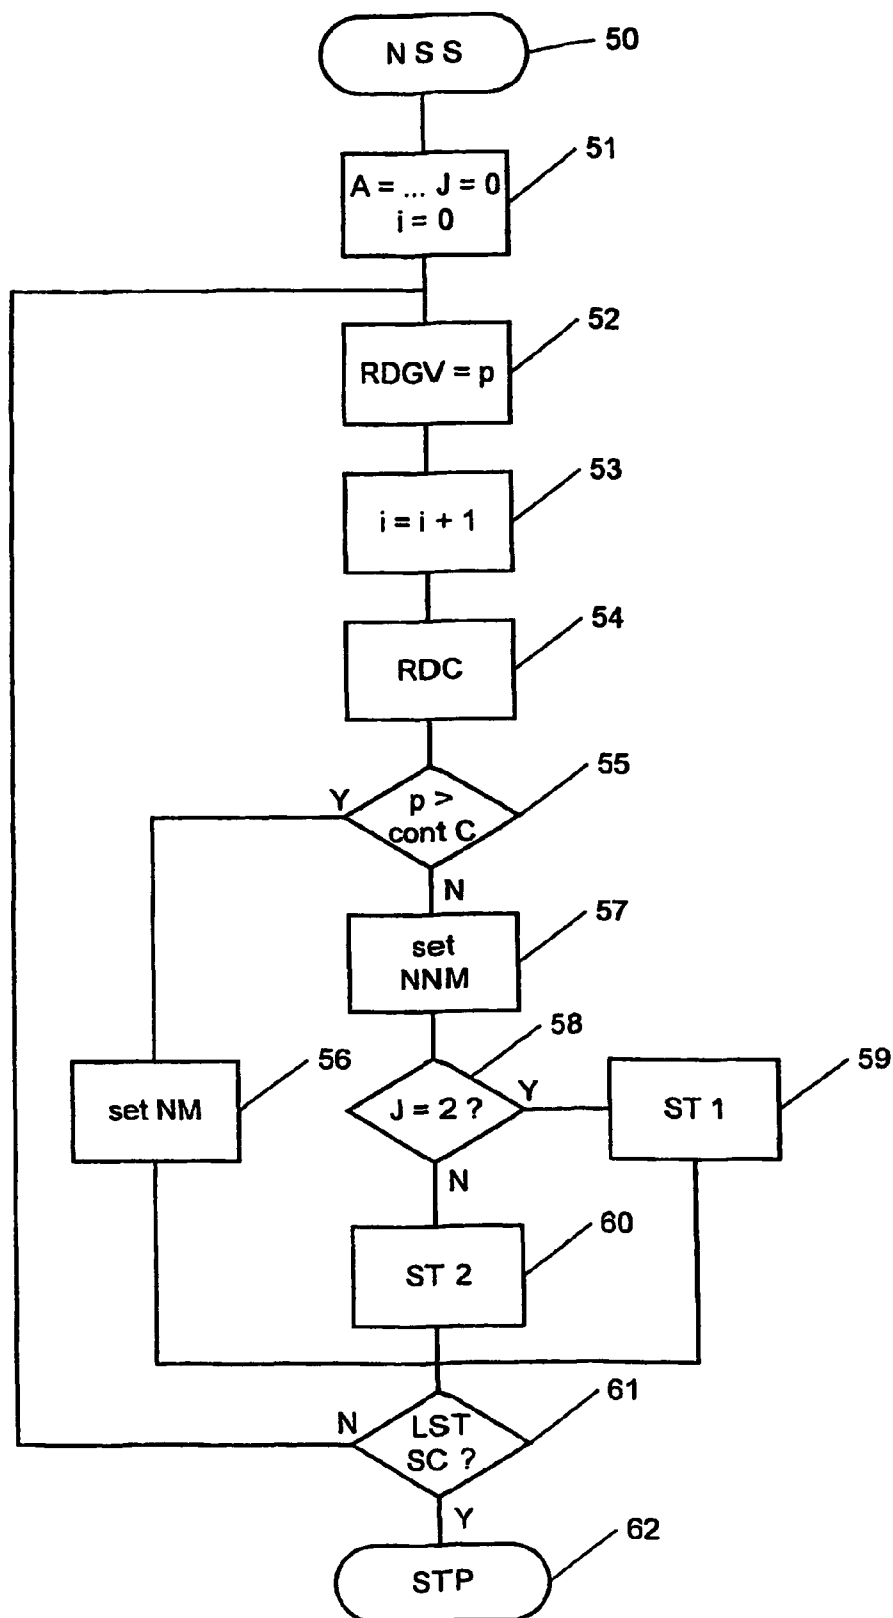 N S S
50
51
A = ... J = 0
i = 0
52
RDGV = p
53
i = i + 1
54
RDC
55
Y
p >
cont C
N
57
set
NNM
58
56
59
set NM
J = 2 ?
Y
ST 1
N
60
ST 2
61
N
LST
SC ?
Y
62
STP